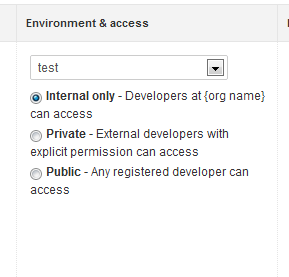 Environment & access
test
Internal only - Developers at {org name}
can access
Private - External developers with
explicit permission can access
Public - Any registered developer can
access